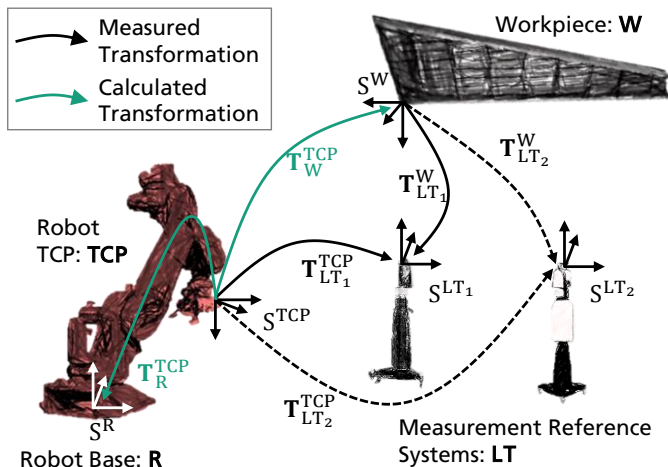 Measured
Transformation
Calculated
Transformation
Workpiece: W
S^W
T_W^TCP
T_LT₂^W
T_LT₁^W
Robot
TCP: TCP
T_LT₁^TCP
S^LT₁
S^LT₂
S^TCP
T_R^TCP
T_LT₂^TCP
S^R
Measurement Reference
Systems: LT
Robot Base: R